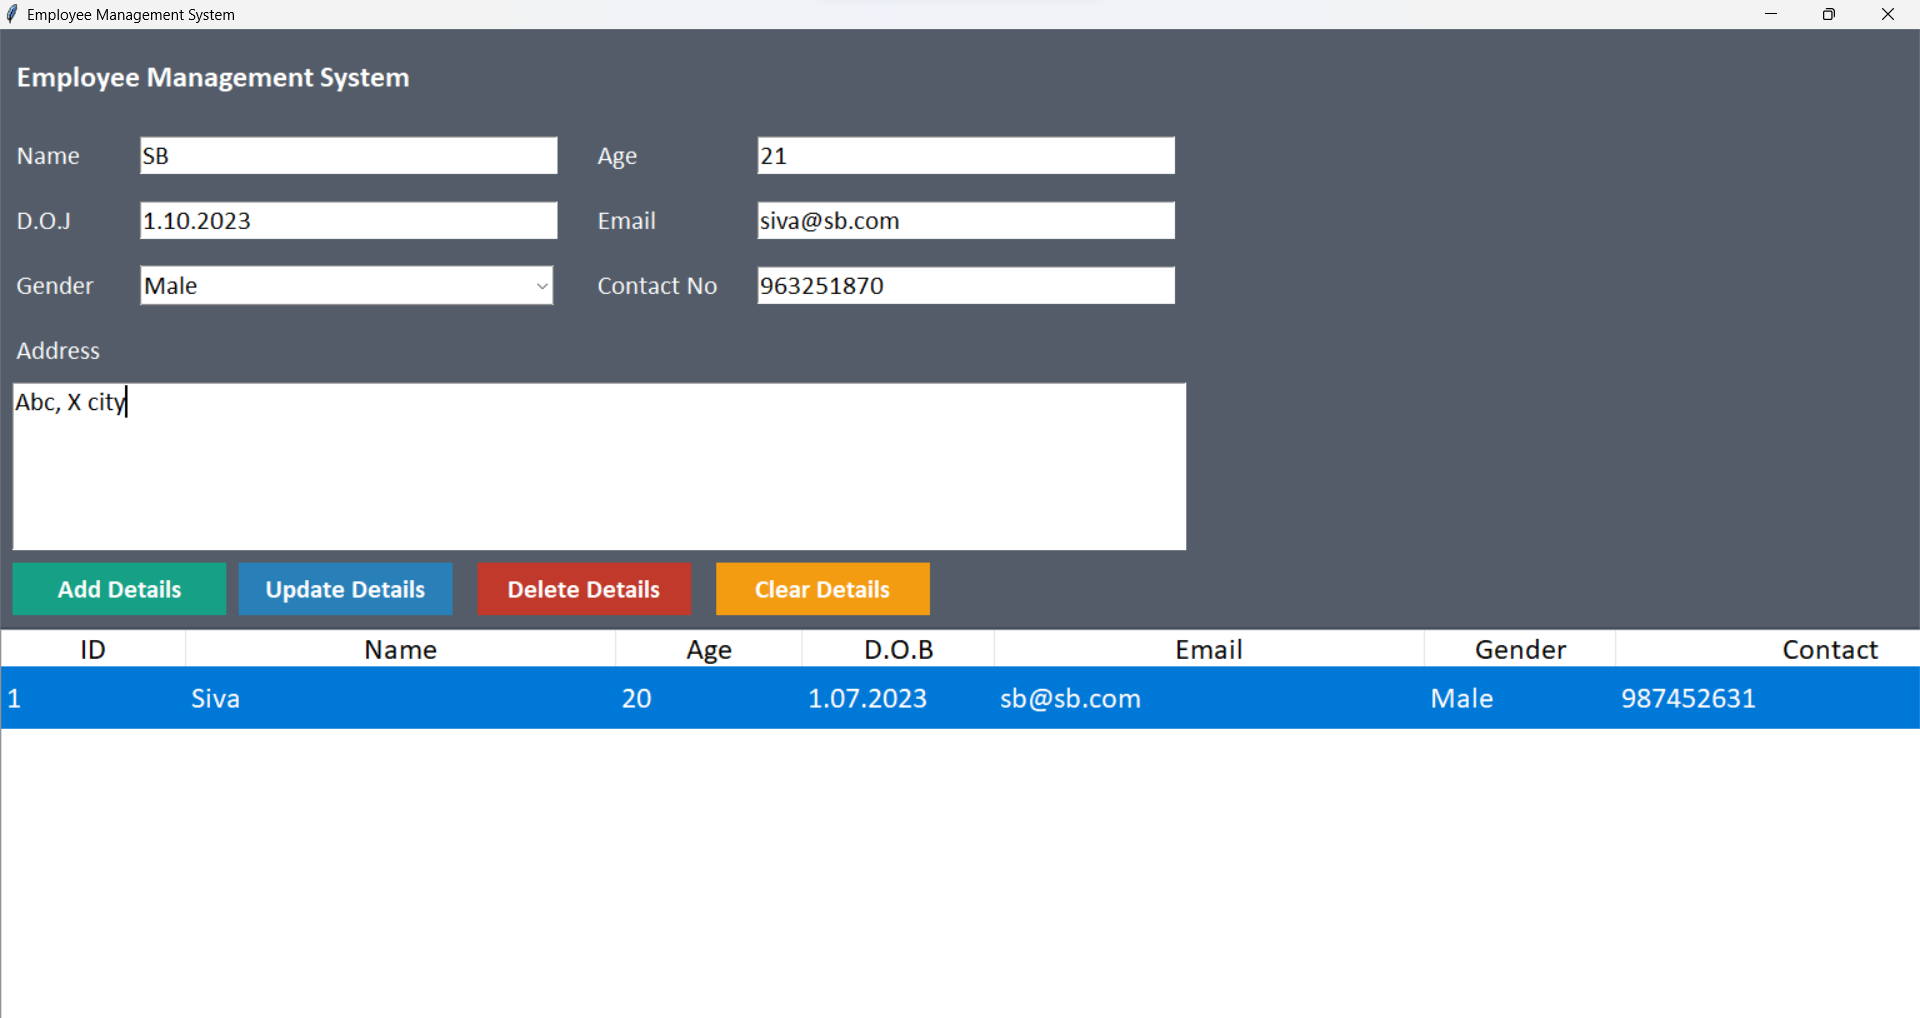 Employee Management System
Employee Management System
Name SB Age 21
D.O.J 1.10.2023 Email siva@sb.com
Gender Male Contact No 963251870
Address
Abc, X city
Add Details Update Details Delete Details Clear Details
ID Name Age D.O.B Email Gender Contact
1 Siva 20 1.07.2023 sb@sb.com Male 987452631